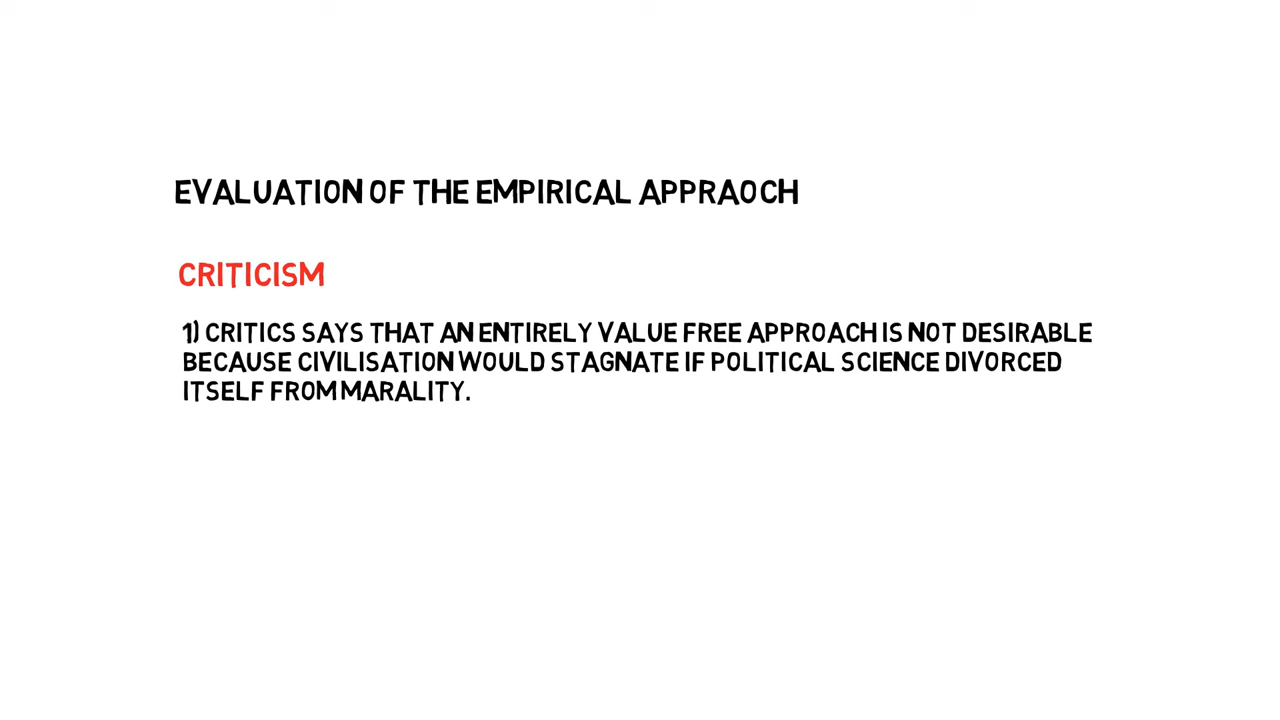 EVALUATION OF THE EMPIRICAL APPRAOCH
CRITICISM
1) CRITICS SAYS THAT AN ENTIRELY VALUE FREE APPROACH IS NOT DESIRABLE
BECAUSE CIVILISATION WOULD STAGNATE IF POLITICAL SCIENCE DIVORCED
ITSELF FROM MARALITY.